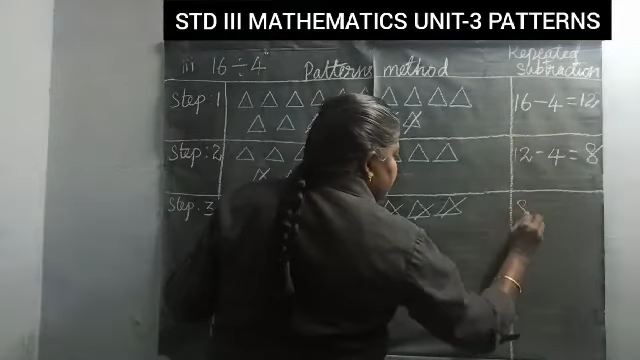 STD III MATHEMATICS UNIT-3 PATTERNS
iii 16 ÷ 4 Patterns method Repeated Subtraction
Step: 1 16 - 4 = 12
Step: 2 12 - 4 = 8
Step: 3 8